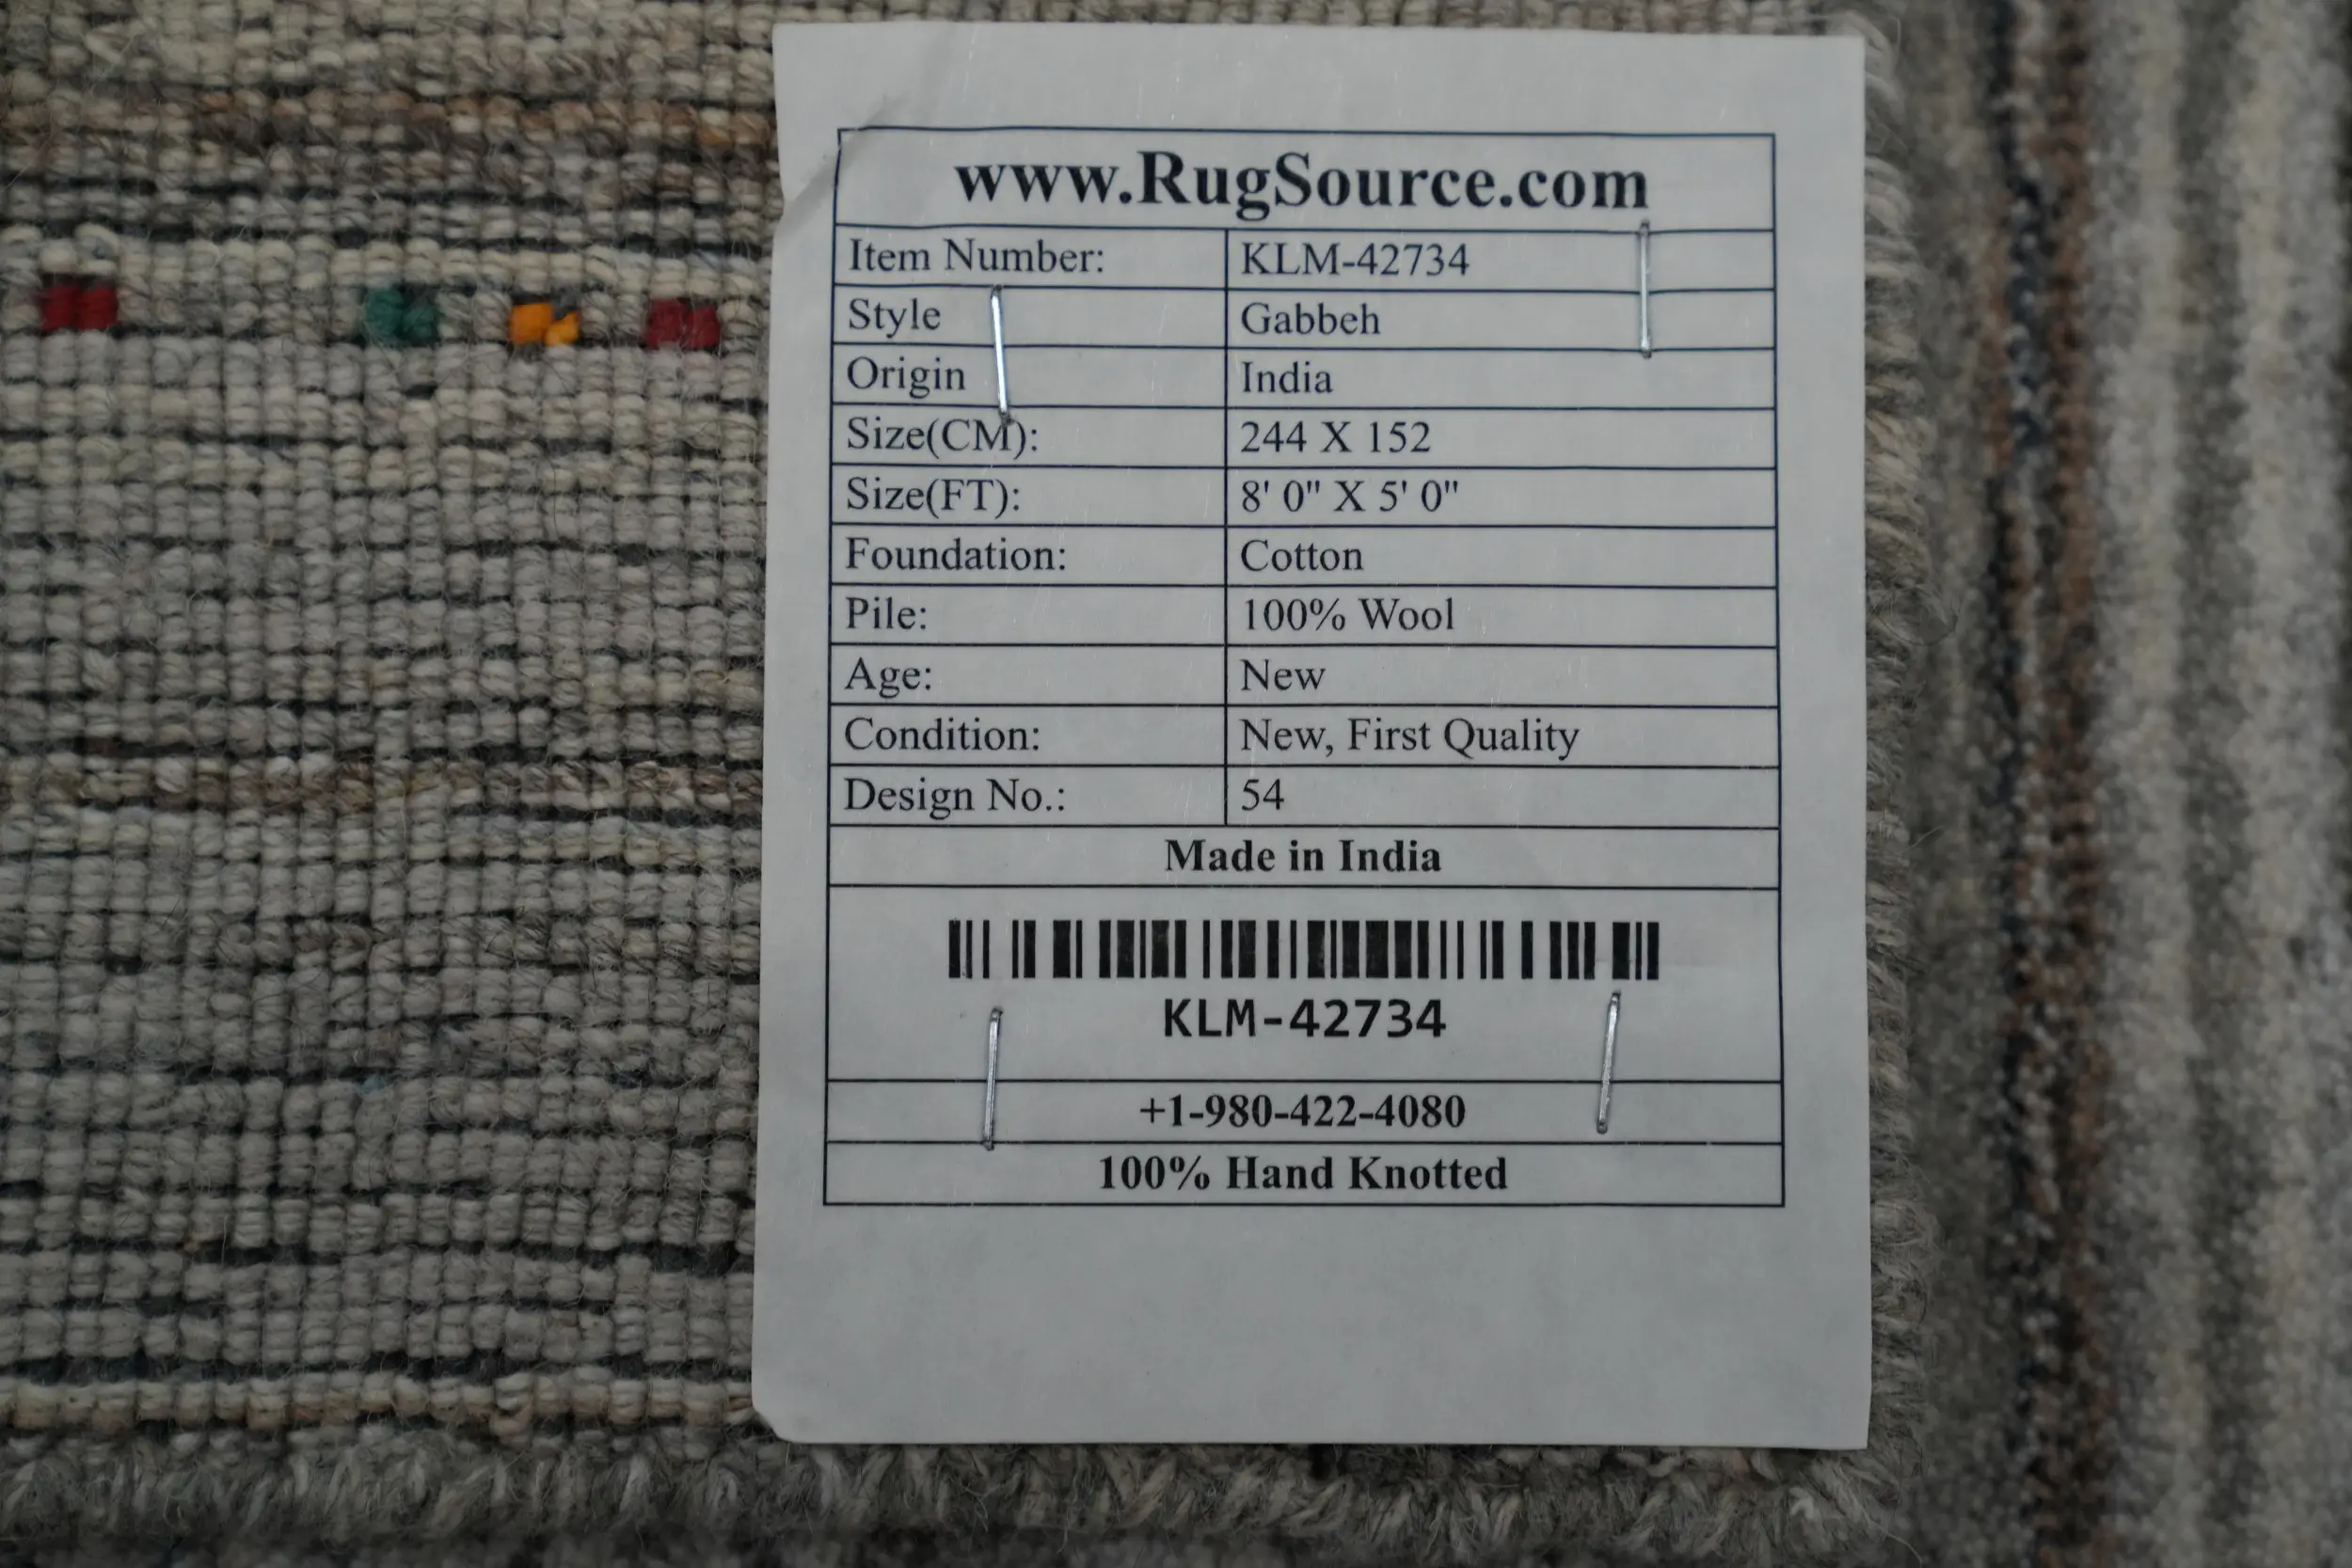 www.RugSource.com
Item Number: KLM-42734
Style Gabbeh
Origin India
Size(CM): 244 X 152
Size(FT): 8' 0" X 5' 0"
Foundation: Cotton
Pile: 100% Wool
Age: New
Condition: New, First Quality
Design No.: 54
Made in India
KLM-42734
+1-980-422-4080
100% Hand Knotted